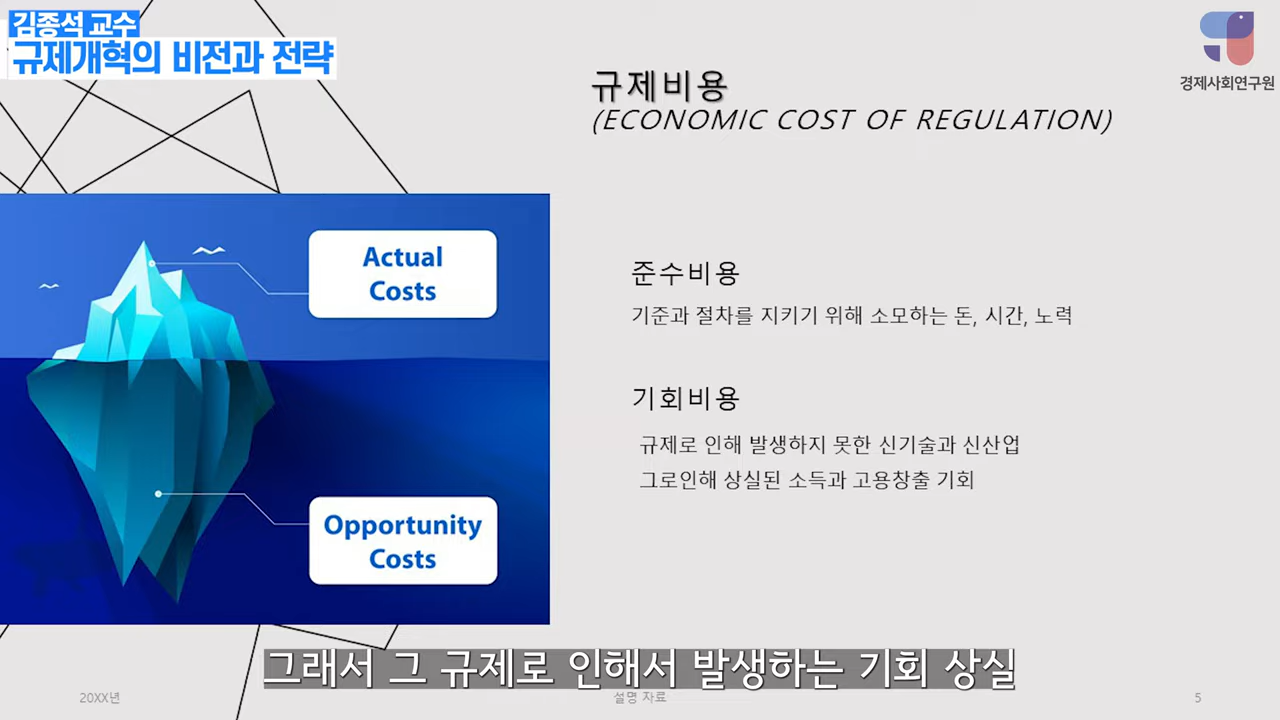 김종석 교수
규제개혁의 비전과 전략
경제사회연구원
규제비용
(ECONOMIC COST OF REGULATION)
Actual
Costs
Opportunity
Costs
준수비용
기준과 절차를 지키기 위해 소모하는 돈, 시간, 노력
기회비용
규제로 인해 발생하지 못한 신기술과 신산업
그로인해 상실된 소득과 고용창출 기회
그래서 그 규제로 인해서 발생하는 기회 상실
20XX년
설명 자료
5